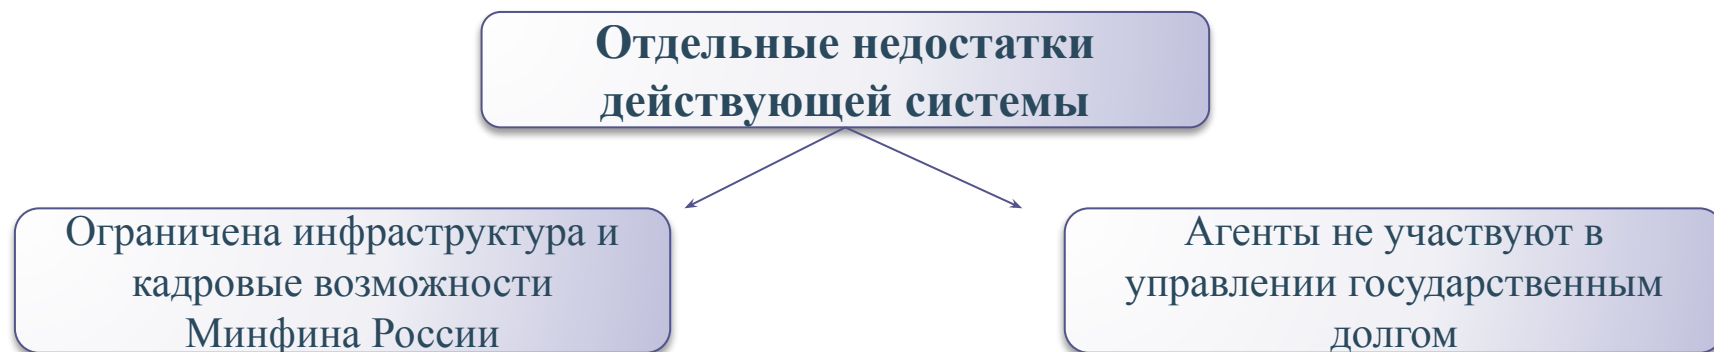 Отдельные недостатки
действующей системы
Ограничена инфраструктура и
кадровые возможности
Минфина России
Агенты не участвуют в
управлении государственным
долгом